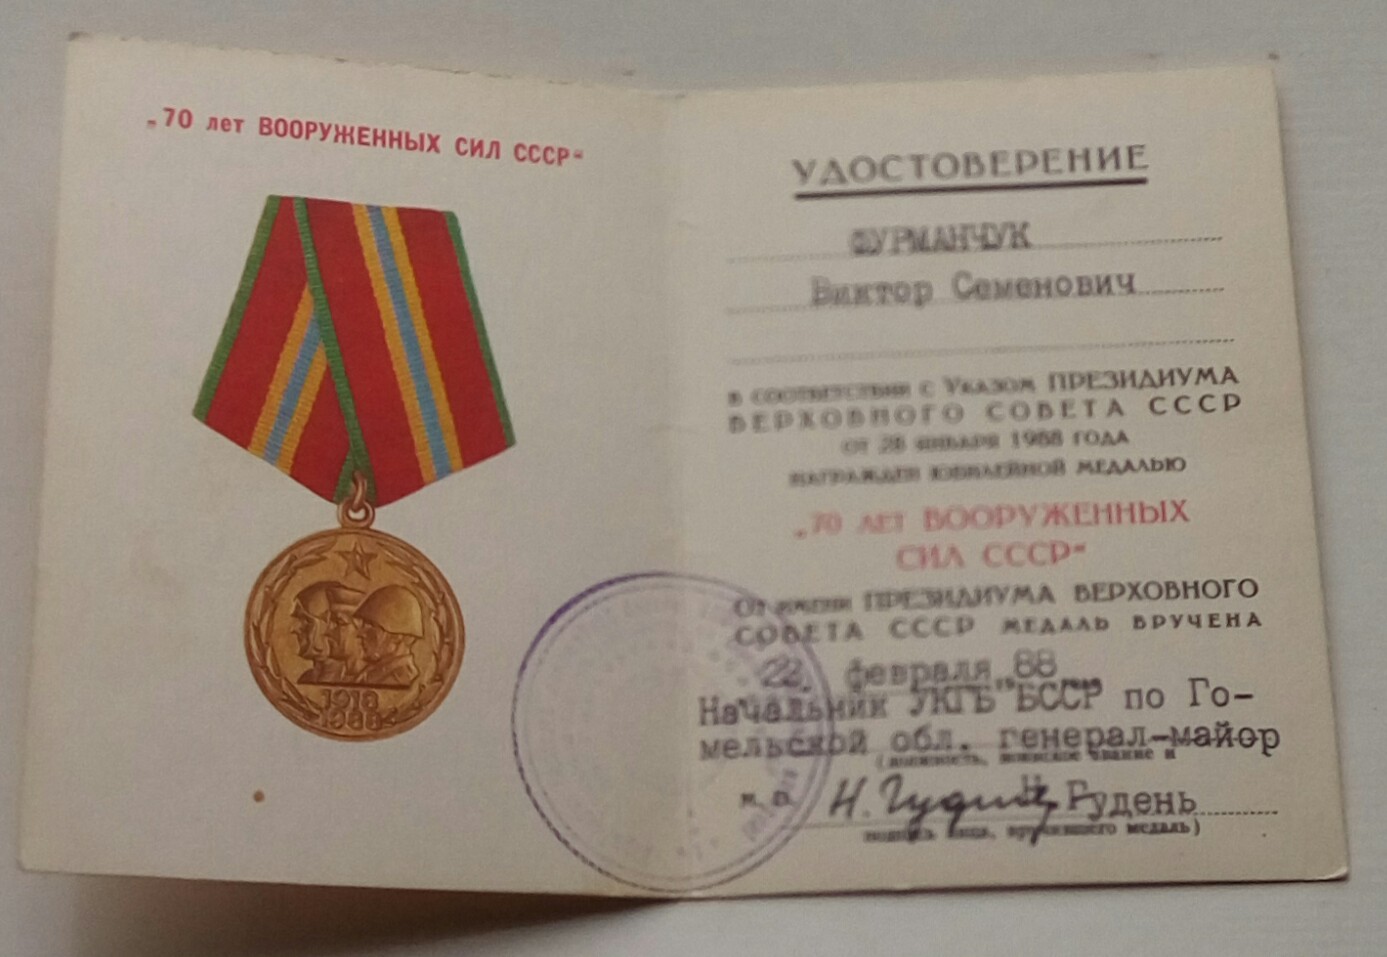 „70 лет ВООРУЖЕННЫХ СИЛ СССР“
1918
1988
УДОСТОВЕРЕНИЕ
ФУРМАНЧУК
Виктор Семенович
В СООТВЕТСТВИИ С УКАЗОМ ПРЕЗИДИУМА
ВЕРХОВНОГО СОВЕТА СССР
ОТ 28 ЯНВАРЯ 1988 ГОДА
НАГРАЖДЕН ЮБИЛЕЙНОЙ МЕДАЛЬЮ
„70 ЛЕТ ВООРУЖЕННЫХ
СИЛ СССР“
ОТ ИМЕНИ ПРЕЗИДИУМА ВЕРХОВНОГО
СОВЕТА СССР МЕДАЛЬ ВРУЧЕНА
февраля 88
Начальник УКГБ БССР по Го-
мельской обл. генерал-майор
(должность, воинское звание и
м. п. Н. Гудень
подпись лица, вручившего медаль)